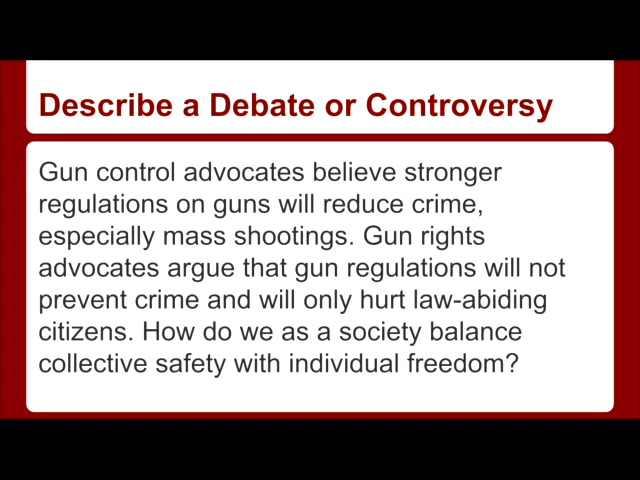 Describe a Debate or Controversy
Gun control advocates believe stronger
regulations on guns will reduce crime,
especially mass shootings. Gun rights
advocates argue that gun regulations will not
prevent crime and will only hurt law-abiding
citizens. How do we as a society balance
collective safety with individual freedom?